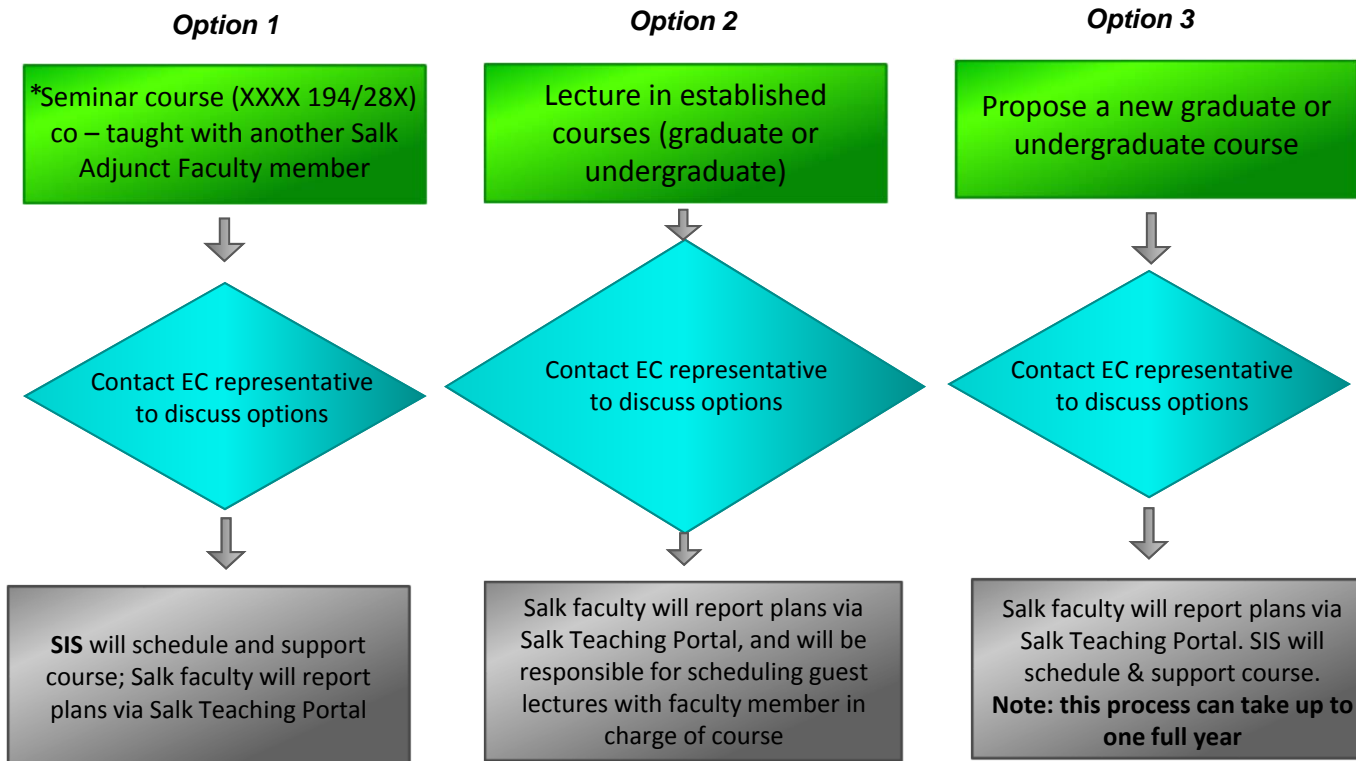 Option 1
*Seminar course (XXXX 194/28X)
co – taught with another Salk
Adjunct Faculty member
Contact EC representative
to discuss options
SIS will schedule and support
course; Salk faculty will report
plans via Salk Teaching Portal
Option 2
Lecture in established
courses (graduate or
undergraduate)
Contact EC representative
to discuss options
Salk faculty will report plans via
Salk Teaching Portal, and will be
responsible for scheduling guest
lectures with faculty member in
charge of course
Option 3
Propose a new graduate or
undergraduate course
Contact EC representative
to discuss options
Salk faculty will report plans via
Salk Teaching Portal. SIS will
schedule & support course.
Note: this process can take up to
one full year